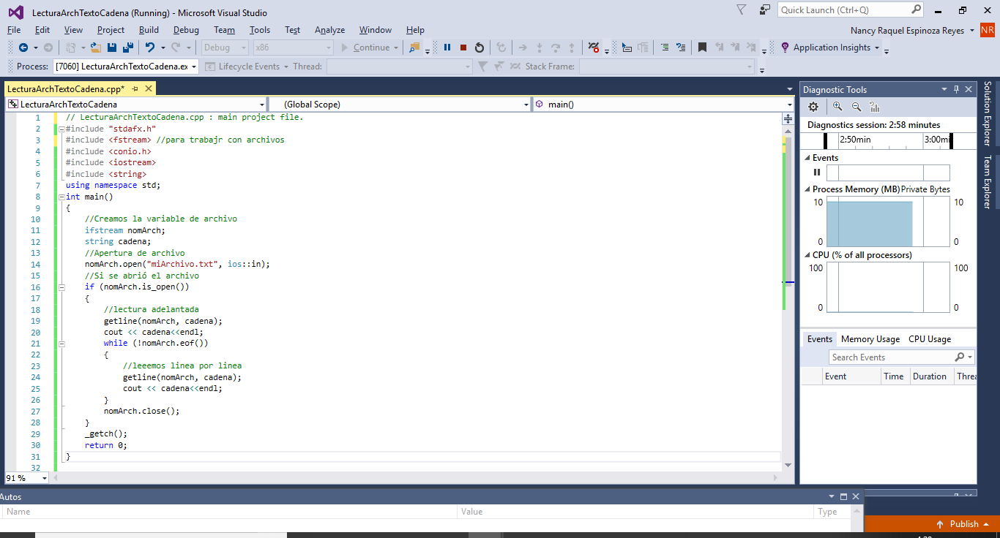 LecturaArchTextoCadena (Running) - Microsoft Visual Studio
Quick Launch (Ctrl+Q)
File Edit View Project Build Debug Team Tools Test Analyze Window Help
Nancy Raquel Espinoza Reyes NR
Debug x86 Continue Application Insights
Process: [7060] LecturaArchTextoCadena.ex Lifecycle Events Thread: Stack Frame:
LecturaArchTextoCadena.cpp*
LecturaArchTextoCadena (Global Scope) main()
1 // LecturaArchTextoCadena.cpp : main project file.
2 #include "stdafx.h"
3 #include <fstream> //para trabajr con archivos
4 #include <conio.h>
5 #include <iostream>
6 #include <string>
7 using namespace std;
8 int main()
9 {
10 //Creamos la variable de archivo
11 ifstream nomArch;
12 string cadena;
13 //Apertura de archivo
14 nomArch.open("miArchivo.txt", ios::in);
15 //Si se abrió el archivo
16 if (nomArch.is_open())
17 {
18 //lectura adelantada
19 getline(nomArch, cadena);
20 cout << cadena<<endl;
21 while (!nomArch.eof())
22 {
23 //leeemos linea por linea
24 getline(nomArch, cadena);
25 cout << cadena<<endl;
26 }
27 nomArch.close();
28 }
29 _getch();
30 return 0;
31 }
32
91 %
Diagnostic Tools
Diagnostics session: 2:58 minutes
2:50min 3:00mi
Events
Process Memory (MB) Private Bytes
10 10
0 0
CPU (% of all processors)
100 100
0 0
Events Memory Usage CPU Usage
Search Events
Event Time Duration Threa
Solution Explorer
Team Explorer
Autos
Name Value Type
Publish